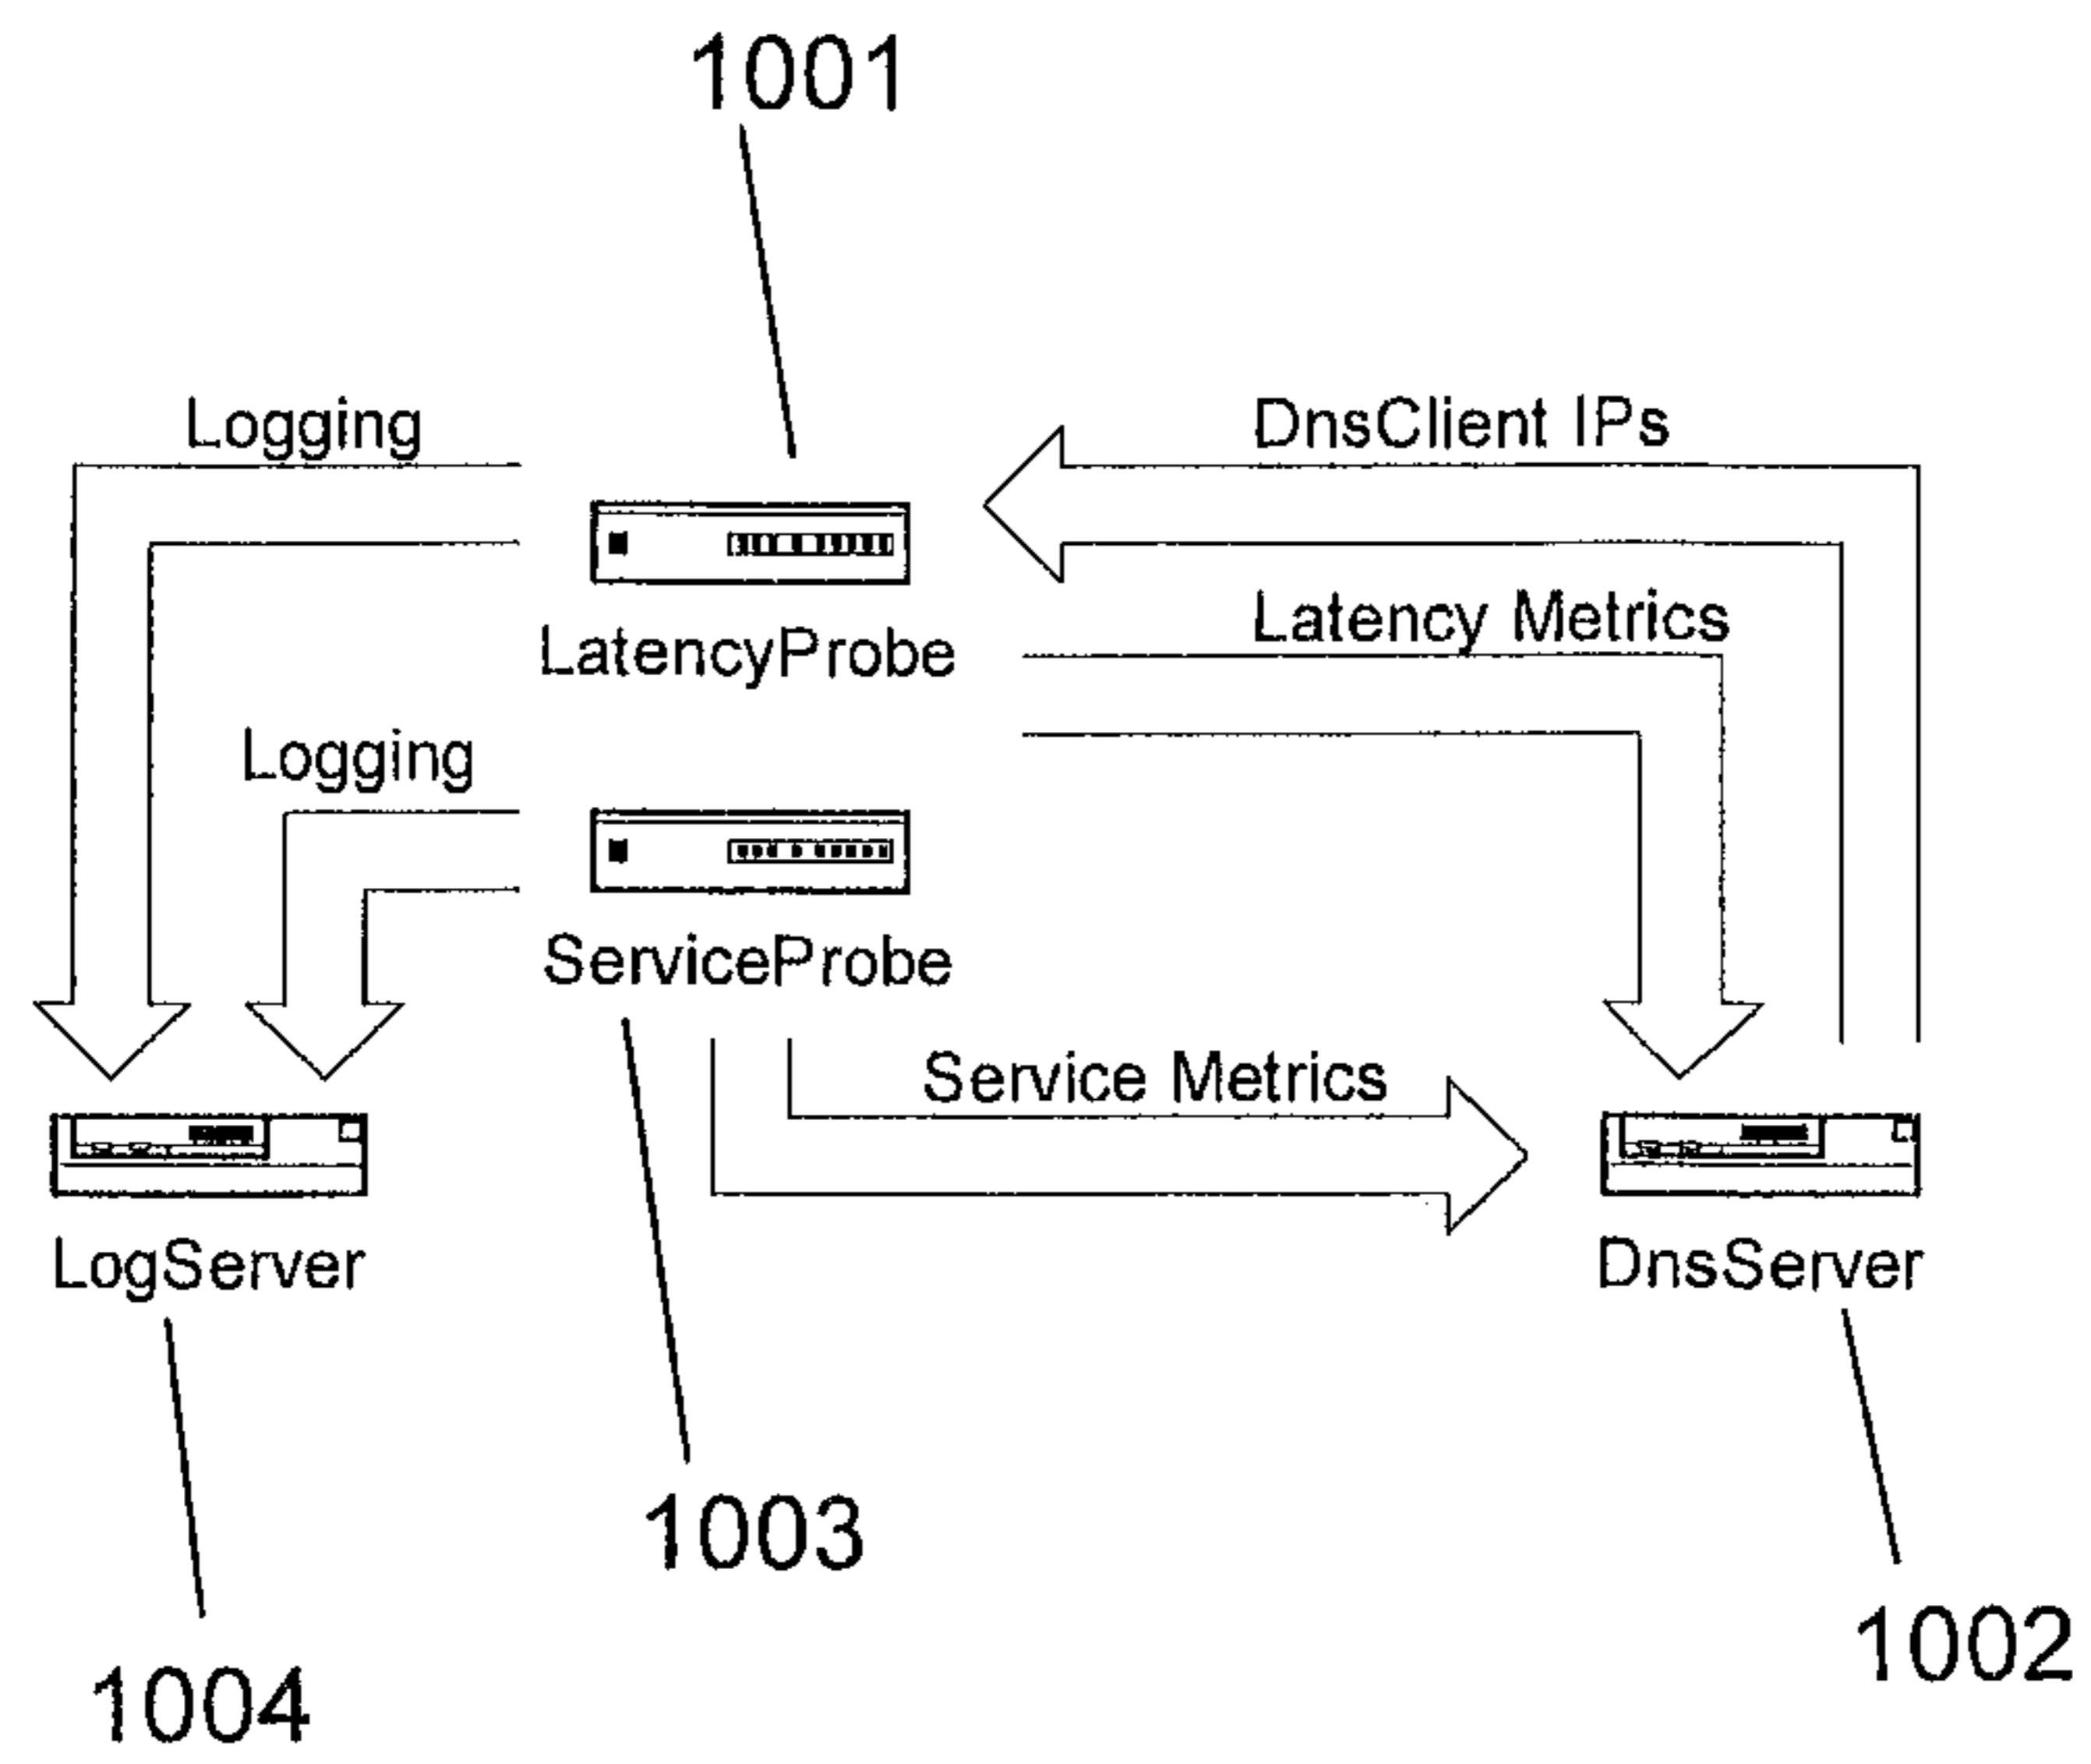 1001
Logging
DnsClient IPs
Latency Metrics
LatencyProbe
Logging
ServiceProbe
Service Metrics
LogServer
DnsServer
1003
1002
1004